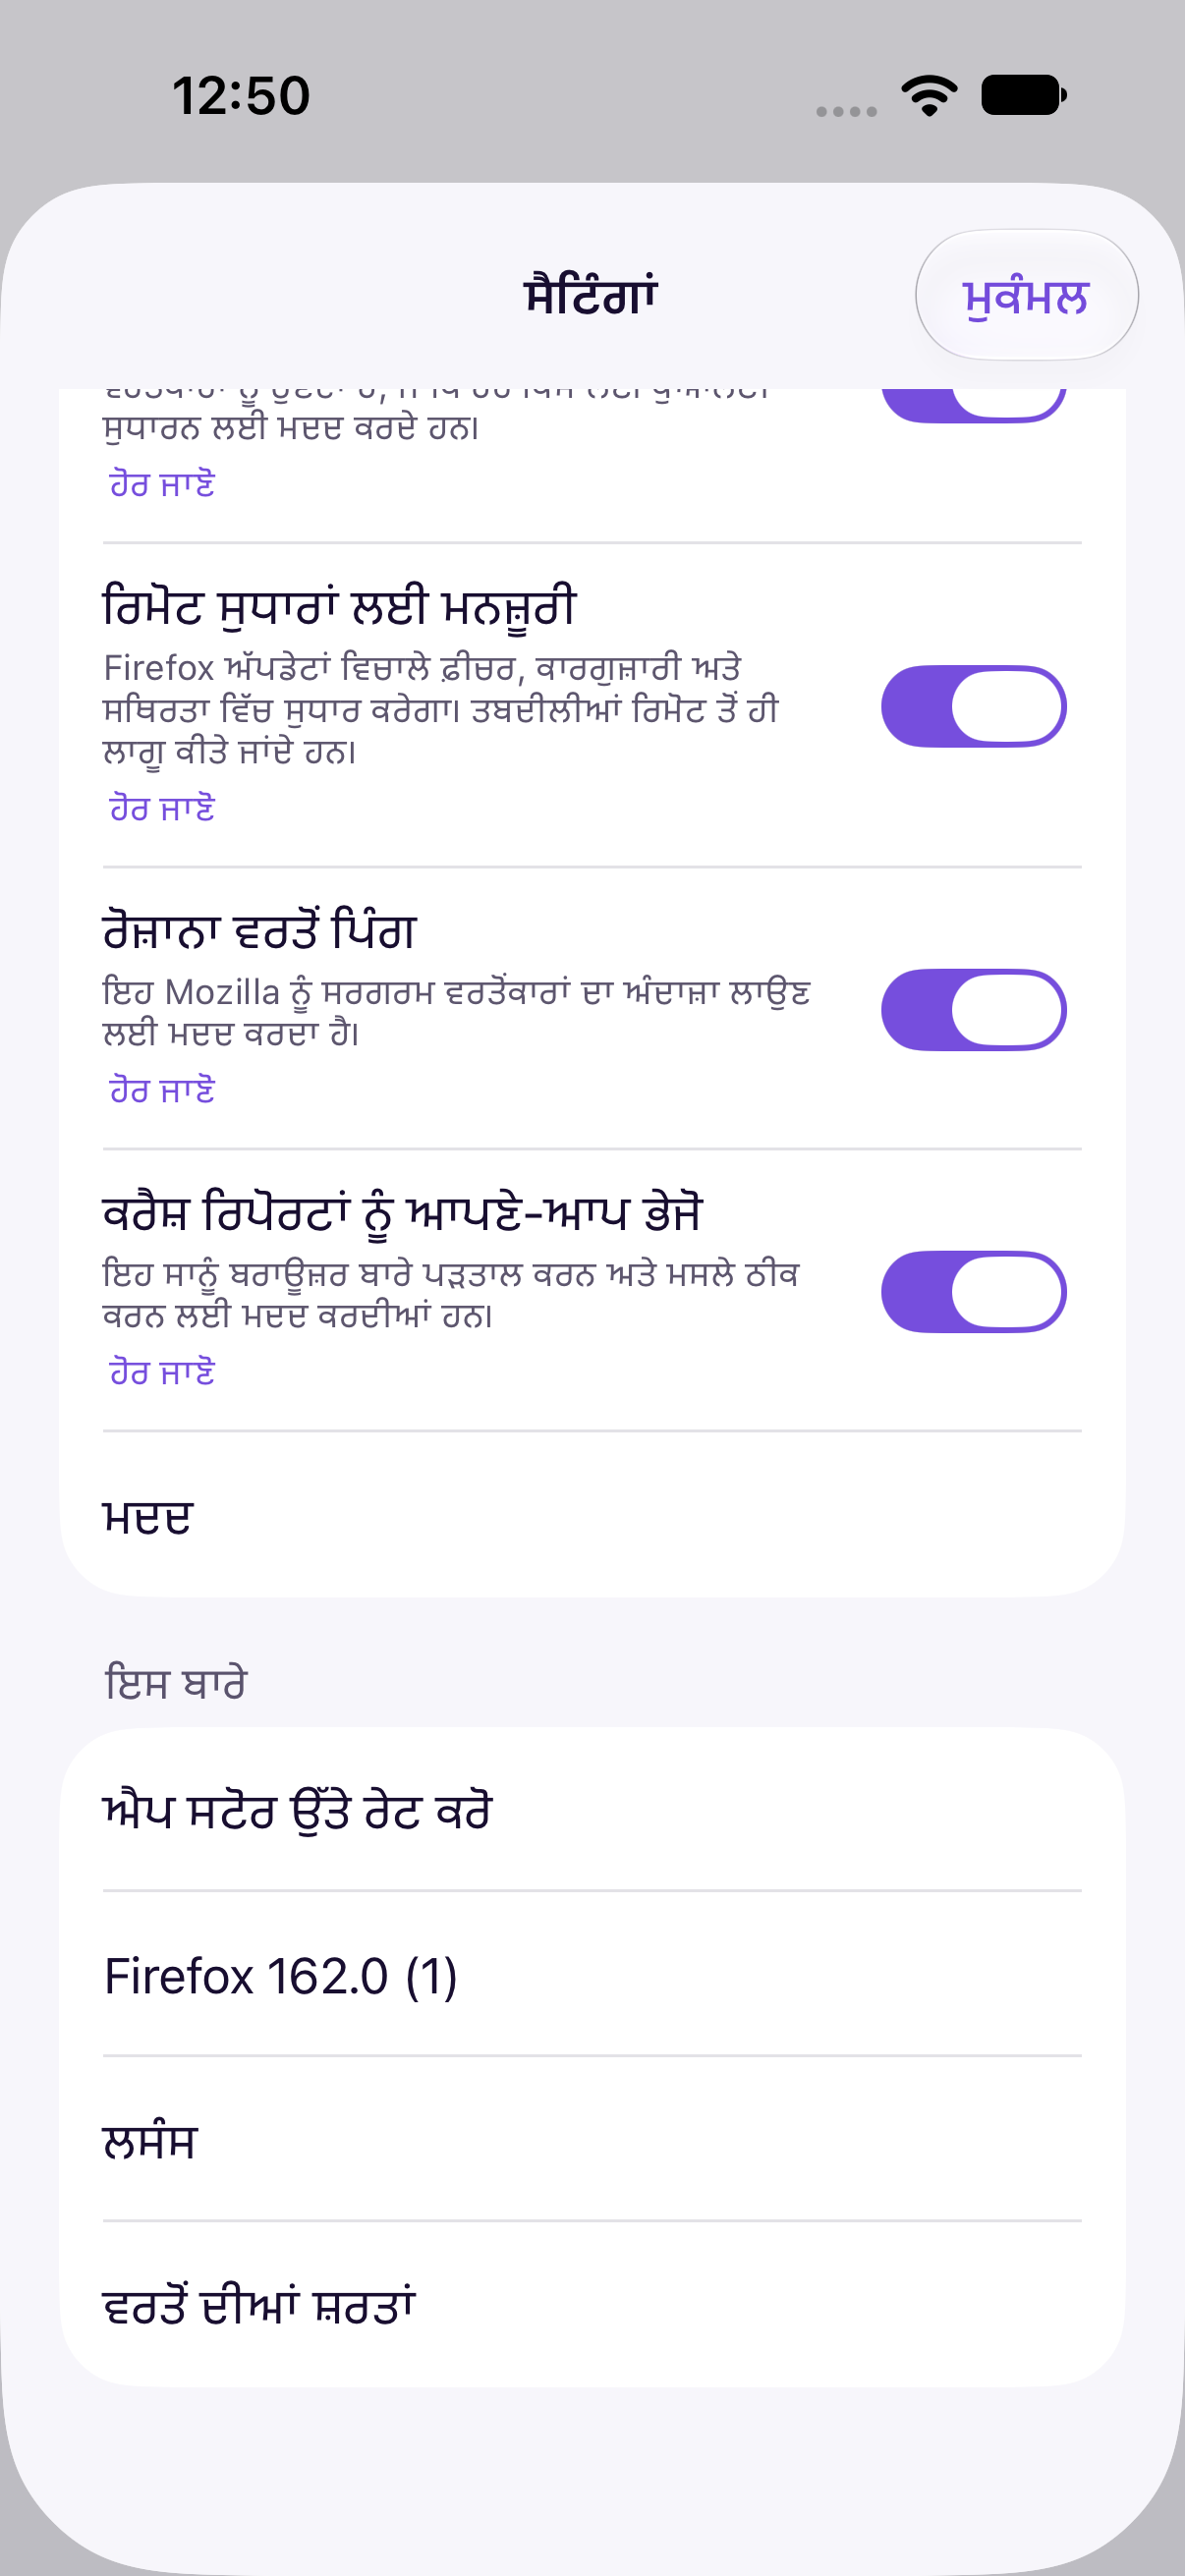 12:50
ਸੈਟਿੰਗਾਂ
ਮੁਕੰਮਲ
ਸੁਧਾਰਨ ਲਈ ਮਦਦ ਕਰਦੇ ਹਨ।
ਹੋਰ ਜਾਣੋ
ਰਿਮੋਟ ਸੁਧਾਰਾਂ ਲਈ ਮਨਜ਼ੂਰੀ
Firefox ਅੱਪਡੇਟਾਂ ਵਿਚਾਲੇ ਫ਼ੀਚਰ, ਕਾਰਗੁਜ਼ਾਰੀ ਅਤੇ
ਸਥਿਰਤਾ ਵਿੱਚ ਸੁਧਾਰ ਕਰੇਗਾ। ਤਬਦੀਲੀਆਂ ਰਿਮੋਟ ਤੋਂ ਹੀ
ਲਾਗੂ ਕੀਤੇ ਜਾਂਦੇ ਹਨ।
ਹੋਰ ਜਾਣੋ
ਰੋਜ਼ਾਨਾ ਵਰਤੋਂ ਪਿੰਗ
ਇਹ Mozilla ਨੂੰ ਸਰਗਰਮ ਵਰਤੋਂਕਾਰਾਂ ਦਾ ਅੰਦਾਜ਼ਾ ਲਾਉਣ
ਲਈ ਮਦਦ ਕਰਦਾ ਹੈ।
ਹੋਰ ਜਾਣੋ
ਕਰੈਸ਼ ਰਿਪੋਰਟਾਂ ਨੂੰ ਆਪਣੇ-ਆਪ ਭੇਜੋ
ਇਹ ਸਾਨੂੰ ਬਰਾਊਜ਼ਰ ਬਾਰੇ ਪੜਤਾਲ ਕਰਨ ਅਤੇ ਮਸਲੇ ਠੀਕ
ਕਰਨ ਲਈ ਮਦਦ ਕਰਦੀਆਂ ਹਨ।
ਹੋਰ ਜਾਣੋ
ਮਦਦ
ਇਸ ਬਾਰੇ
ਐਪ ਸਟੋਰ ਉੱਤੇ ਰੇਟ ਕਰੋ
Firefox 162.0 (1)
ਲਸੰਸ
ਵਰਤੋਂ ਦੀਆਂ ਸ਼ਰਤਾਂ